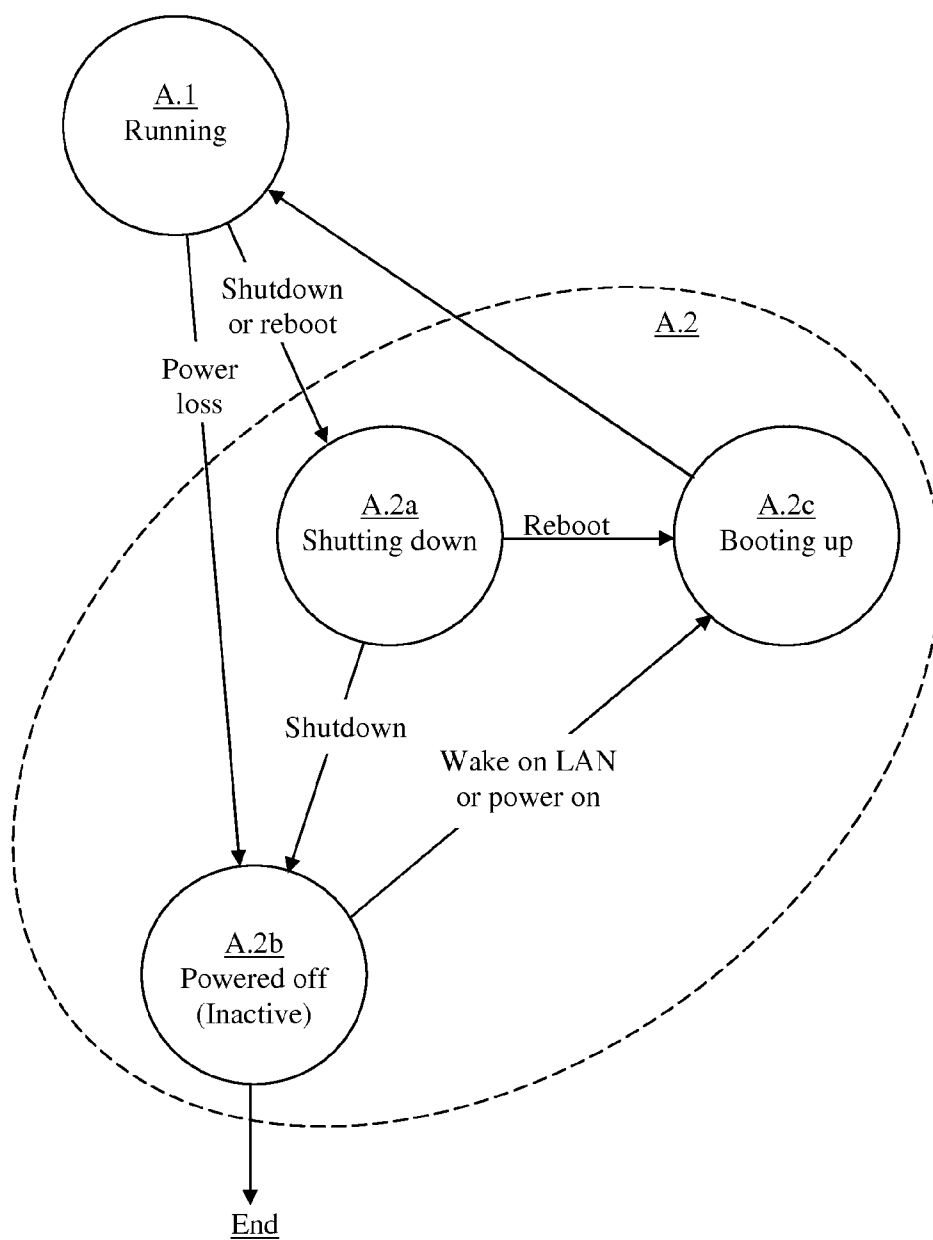 A.1
Running
Shutdown
or reboot
A.2
Power
loss
A.2a
Shutting down
Reboot
A.2c
Booting up
Shutdown
Wake on LAN
or power on
A.2b
Powered off
(Inactive)
End